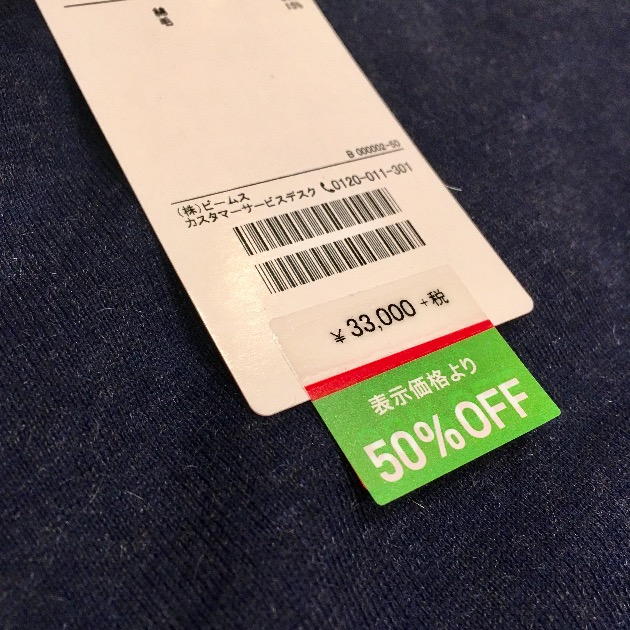 B 000002-50
(株)ビームス
カスタマーサービスデスク 📞0120-011-301
¥33,000 +税
表示価格より
50%OFF